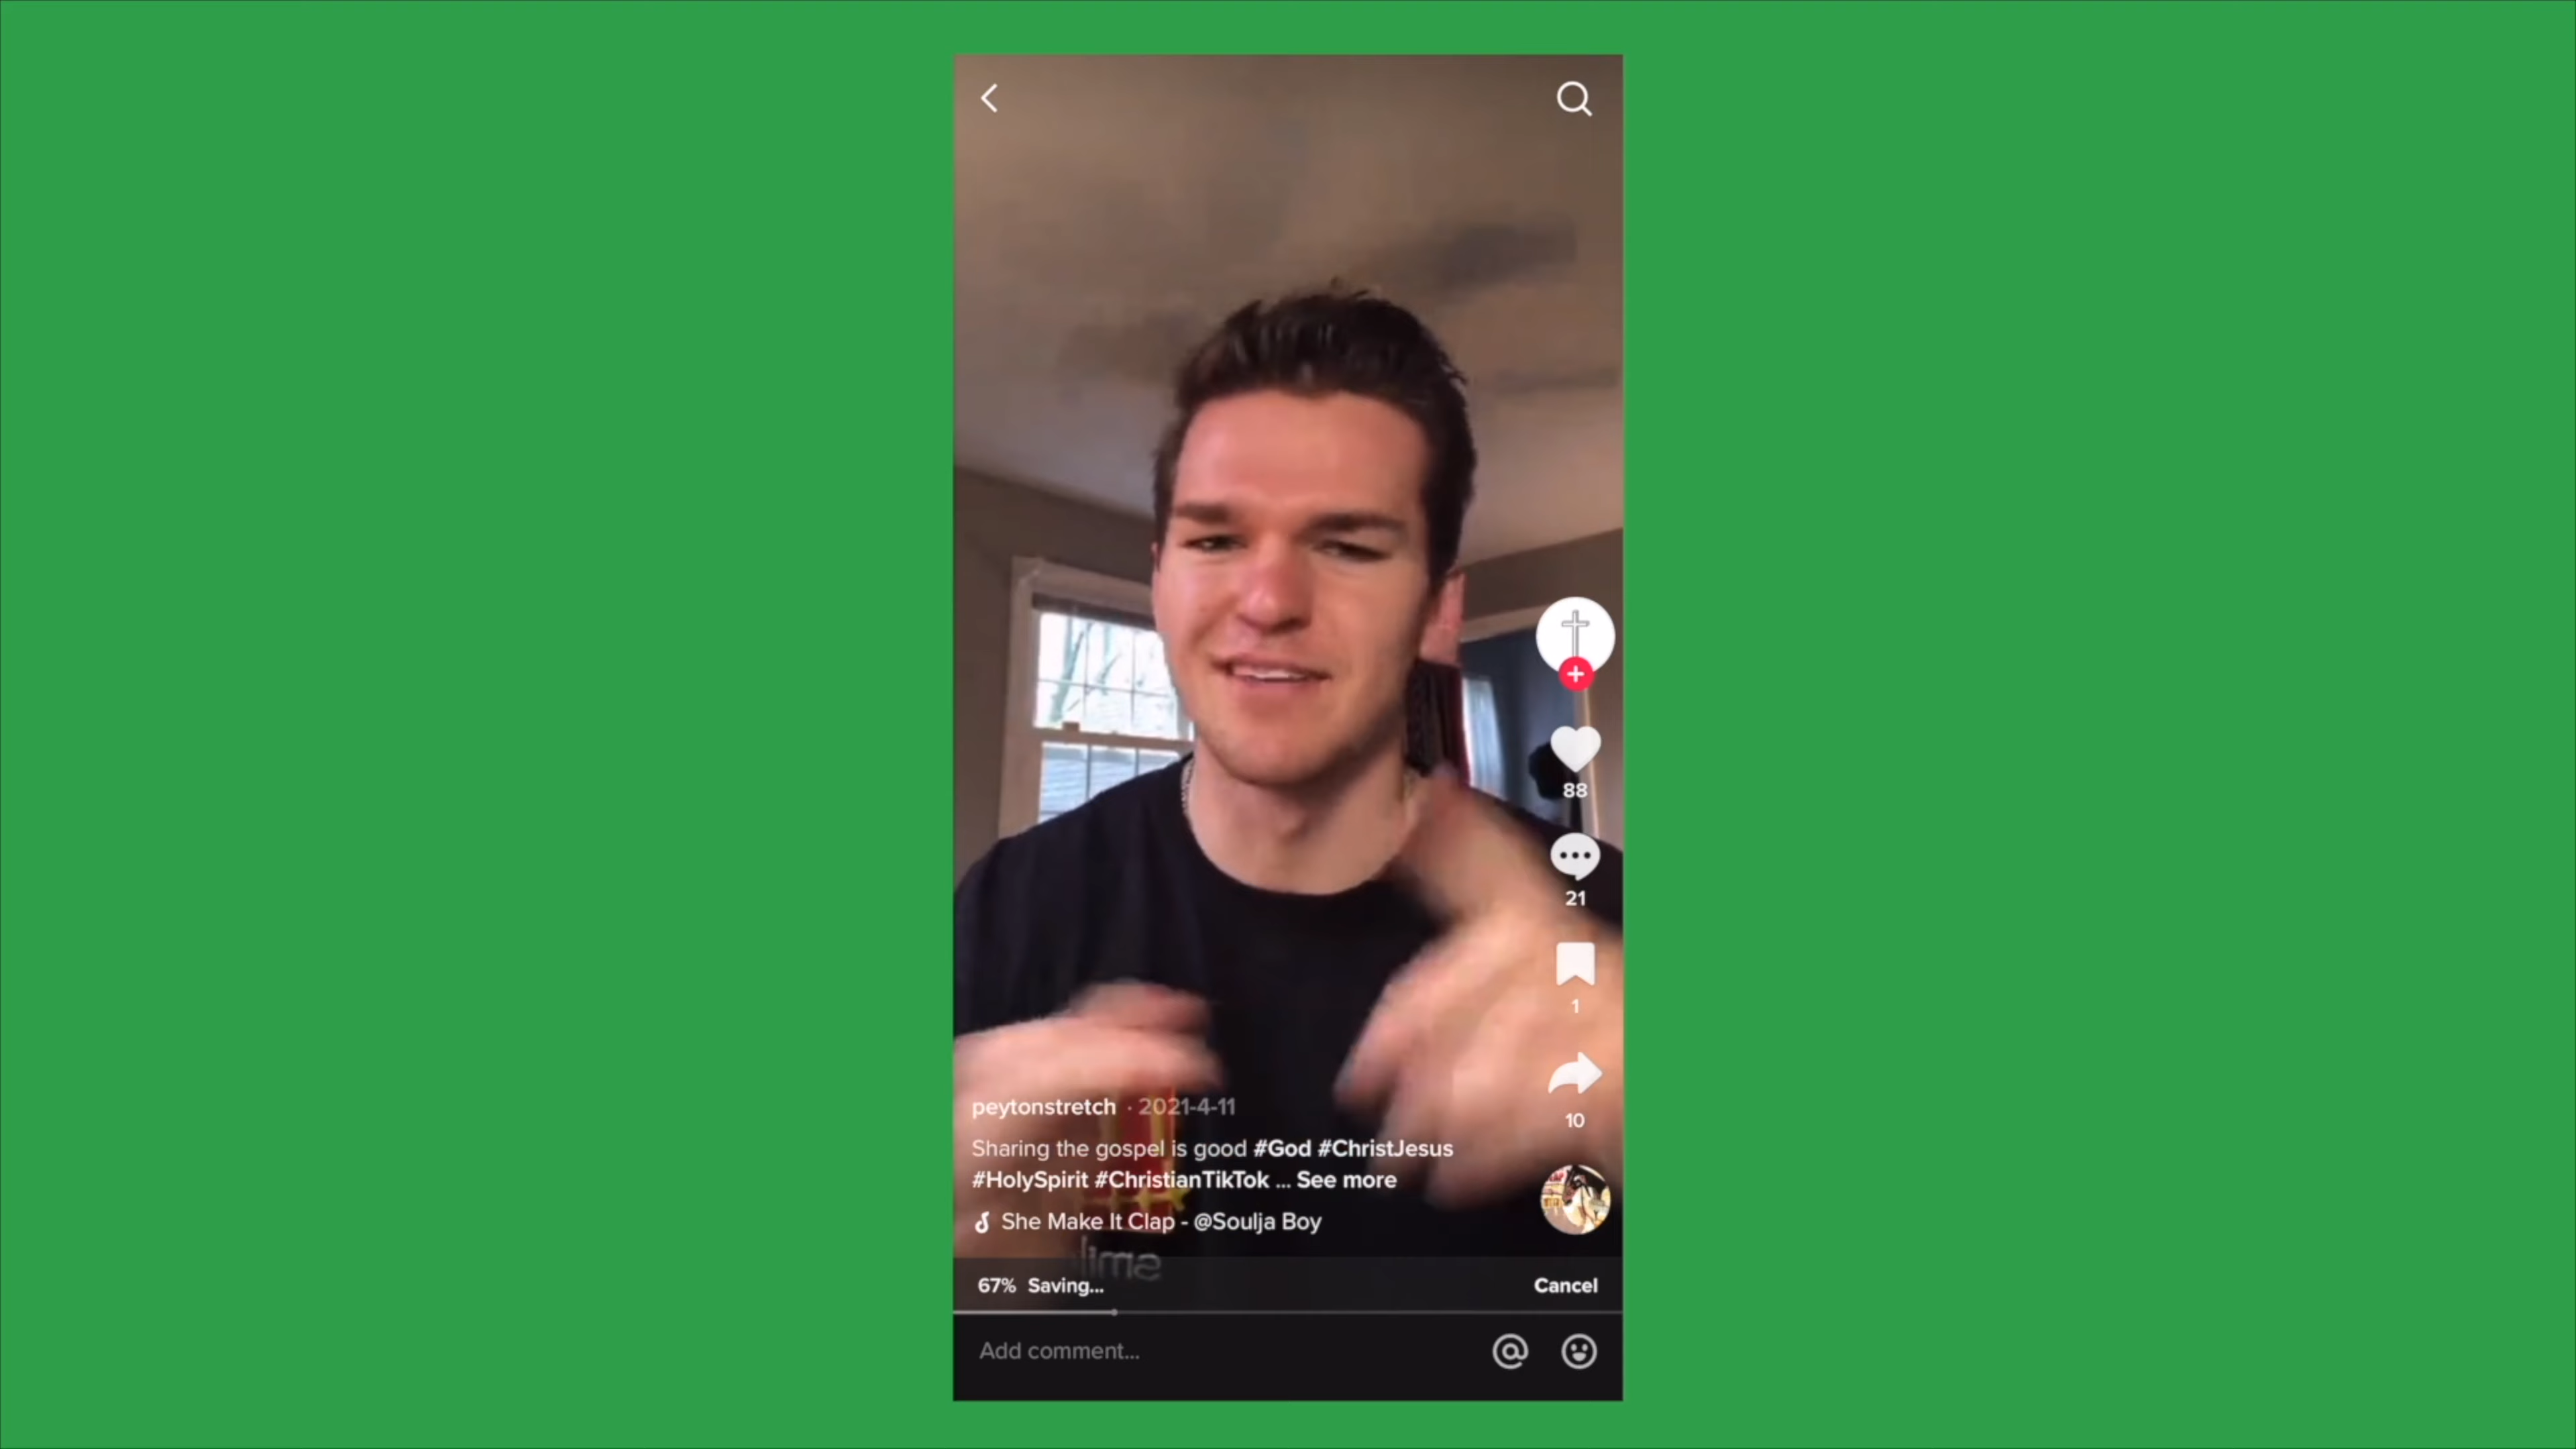 88
21
1
10
peytonstretch · 2021-4-11
Sharing the gospel is good #God #ChristJesus
#HolySpirit #ChristianTikTok ... See more
She Make It Clap - @Soulja Boy
67% Saving...
Cancel
Add comment...